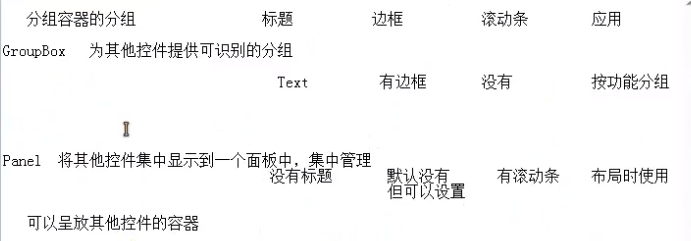 分组容器的分组 标题 边框 滚动条 应用
GroupBox 为其他控件提供可识别的分组
Text 有边框 没有 按功能分组
Panel 将其他控件集中显示到一个面板中，集中管理
没有标题 默认没有 有滚动条 布局时使用
但可以设置
可以呈放其他控件的容器